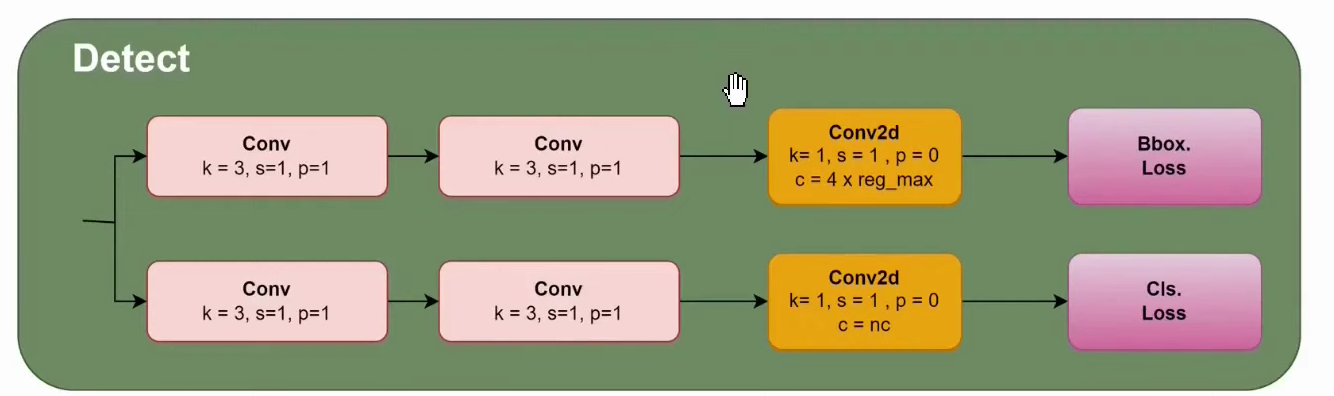 Detect
Conv
k = 3, s=1, p=1
Conv
k = 3, s=1, p=1
Conv2d
k= 1, s = 1 , p = 0
c = 4 x reg_max
Bbox.
Loss
Conv
k = 3, s=1, p=1
Conv
k = 3, s=1, p=1
Conv2d
k= 1, s = 1 , p = 0
c = nc
Cls.
Loss